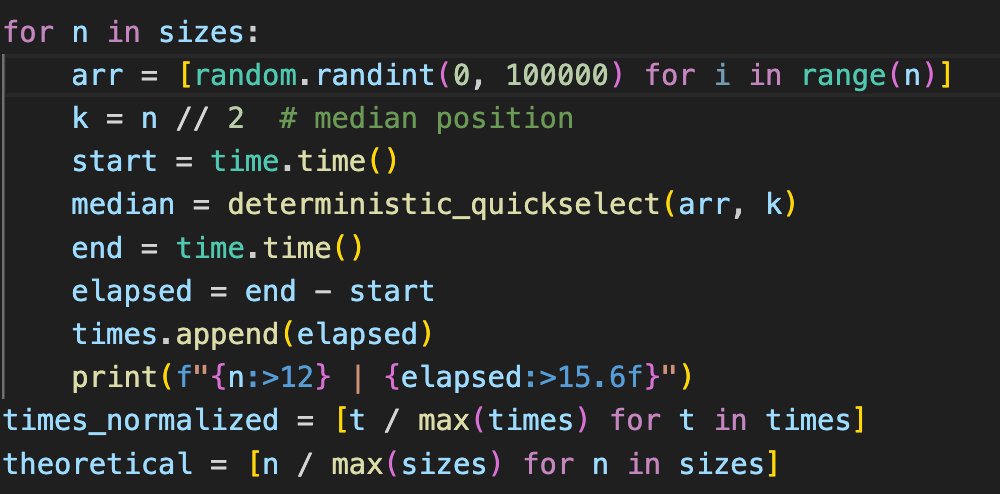 for n in sizes:
    arr = [random.randint(0, 100000) for i in range(n)]
    k = n // 2  # median position
    start = time.time()
    median = deterministic_quickselect(arr, k)
    end = time.time()
    elapsed = end - start
    times.append(elapsed)
    print(f"{n:>12} | {elapsed:>15.6f}")
times_normalized = [t / max(times) for t in times]
theoretical = [n / max(sizes) for n in sizes]